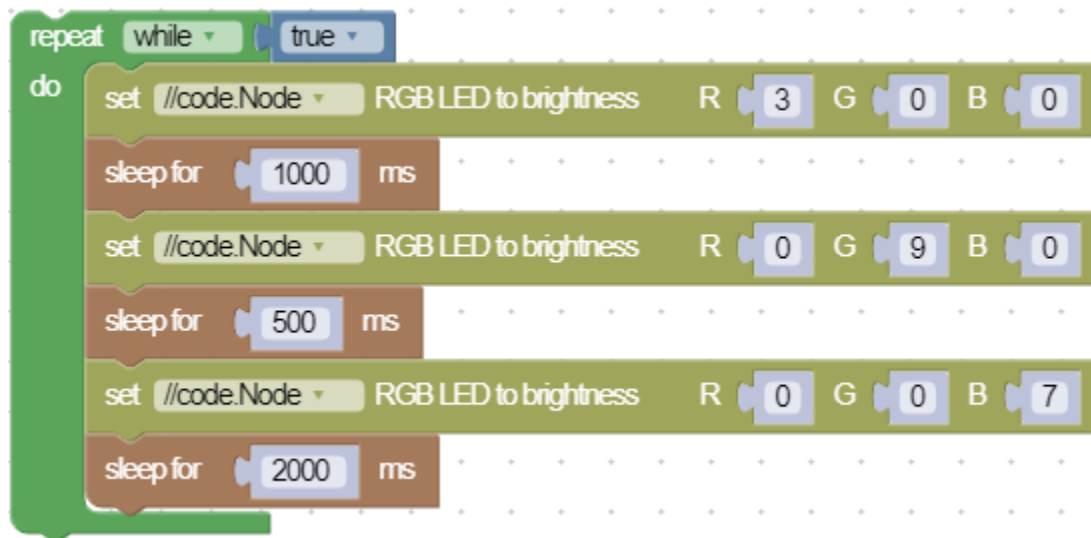 repeat while true
do
set //code.Node RGB LED to brightness R 3 G 0 B 0
sleep for 1000 ms
set //code.Node RGB LED to brightness R 0 G 9 B 0
sleep for 500 ms
set //code.Node RGB LED to brightness R 0 G 0 B 7
sleep for 2000 ms